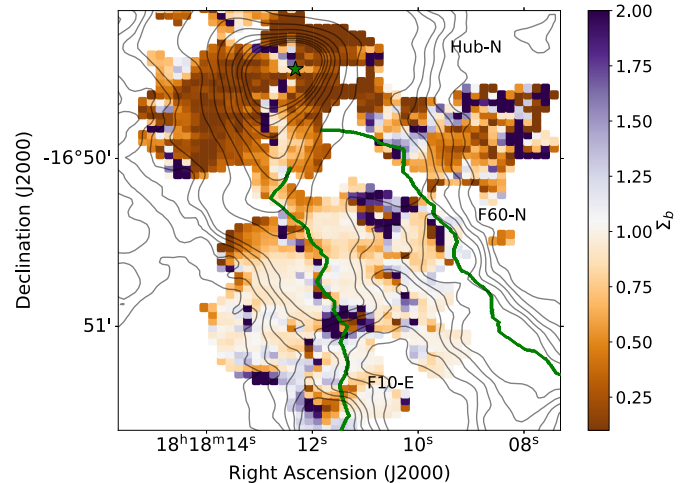 Hub-N
F60-N
F10-E
-16°50'
51'
Declination (J2000)
18ʰ18ᵐ14ˢ
12ˢ
10ˢ
08ˢ
Right Ascension (J2000)
2.00
1.75
1.50
1.25
1.00
0.75
0.50
0.25
Σ_b